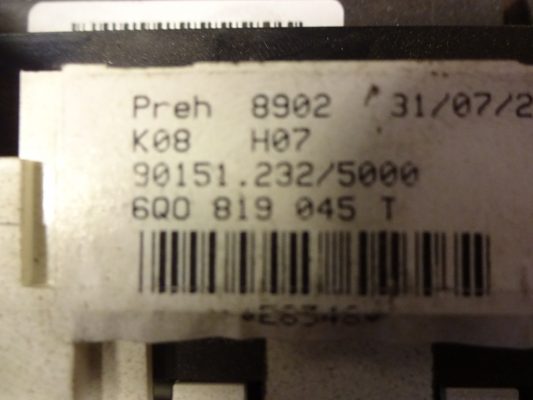 Preh 8902 31/07/2
K08 H07
90151.232/5000
6Q0 819 045 T